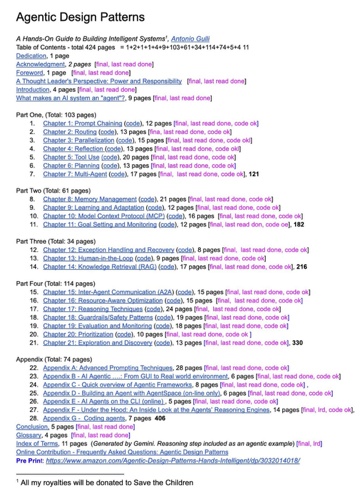 Agentic Design Patterns
A Hands-On Guide to Building Intelligent Systems¹, Antonio Gulli
Table of Contents - total 424 pages = 1+2+1+1+4+9+103+61+34+114+74+5+4 11
Dedication, 1 page
Acknowledgment, 2 pages [final, last read done]
Foreword, 1 page [final, last read done]
A Thought Leader's Perspective: Power and Responsibility [final, last read done]
Introduction, 4 pages [final, last read done]
What makes an AI system an "agent"?, 9 pages [final, last read done]
Part One, (Total: 103 pages)
1. Chapter 1: Prompt Chaining (code), 12 pages [final, last read done, code ok]
2. Chapter 2: Routing (code), 13 pages [final, last read done, code ok]
3. Chapter 3: Parallelization (code), 15 pages [final, last read done, code okl]
4. Chapter 4: Reflection (code), 13 pages [final, last read done, code ok]
5. Chapter 5: Tool Use (code), 20 pages [final, last read done, code ok]
6. Chapter 6: Planning (code), 13 pages [final, last read done, code ok]
7. Chapter 7: Multi-Agent (code), 17 pages [final, last read done, code ok], 121
Part Two (Total: 61 pages)
8. Chapter 8: Memory Management (code), 21 pages [final, last read done, code ok]
9. Chapter 9: Learning and Adaptation (code), 12 pages [final, last read done, code ok]
10. Chapter 10: Model Context Protocol (MCP) (code), 16 pages [final, last read done, code ok]
11. Chapter 11: Goal Setting and Monitoring (code), 12 pages [final, last read don, code oe], 182
Part Three (Total: 34 pages)
12. Chapter 12: Exception Handling and Recovery (code), 8 pages [final, last read done, code ok]
13. Chapter 13: Human-in-the-Loop (code), 9 pages [final, last read done, code ok]
14. Chapter 14: Knowledge Retrieval (RAG) (code), 17 pages [final, last read done, code ok], 216
Part Four (Total: 114 pages)
15. Chapter 15: Inter-Agent Communication (A2A) (code), 15 pages [final, last read done, code ok]
16. Chapter 16: Resource-Aware Optimization (code), 15 pages [final, last read done, code ok]
17. Chapter 17: Reasoning Techniques (code), 24 pages [final, last read done, code ok]
18. Chapter 18: Guardrails/Safety Patterns (code), 19 pages [final, last read done, code ok]
19. Chapter 19: Evaluation and Monitoring (code), 18 pages [final, last read done, code ok]
20. Chapter 20: Prioritization (code), 10 pages [final, last read done, code ok ]
21. Chapter 21: Exploration and Discovery (code), 13 pages [final, last read done, code ok], 330
Appendix (Total: 74 pages)
22. Appendix A: Advanced Prompting Techniques, 28 pages [final, last read done, code ok]
23. Appendix B - AI Agentic ....: From GUI to Real world environment, 6 pages [final, last read done, code ok]
24. Appendix C - Quick overview of Agentic Frameworks, 8 pages [final, last read done, code ok] ,
25. Appendix D - Building an Agent with AgentSpace (on-line only), 6 pages [final, last read done, code ok]
26. Appendix E - AI Agents on the CLI (online) , 5 pages [final, last read done, code ok]
27. Appendix F - Under the Hood: An Inside Look at the Agents' Reasoning Engines, 14 pages [final, lrd, code ok],
28. Appendix G - Coding agents, 7 pages 406
Conclusion, 5 pages [final, last read done]
Glossary, 4 pages [final, last read done]
Index of Terms, 11 pages (Generated by Gemini. Reasoning step included as an agentic example) [final, lrd]
Online Contribution - Frequently Asked Questions: Agentic Design Patterns
Pre Print: https://www.amazon.com/Agentic-Design-Patterns-Hands-Intelligent/dp/3032014018/
¹ All my royalties will be donated to Save the Children